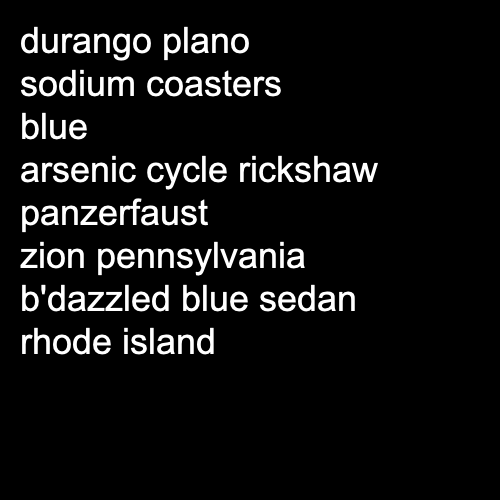 durango plano
sodium coasters
blue
arsenic cycle rickshaw
panzerfaust
zion pennsylvania
b'dazzled blue sedan
rhode island